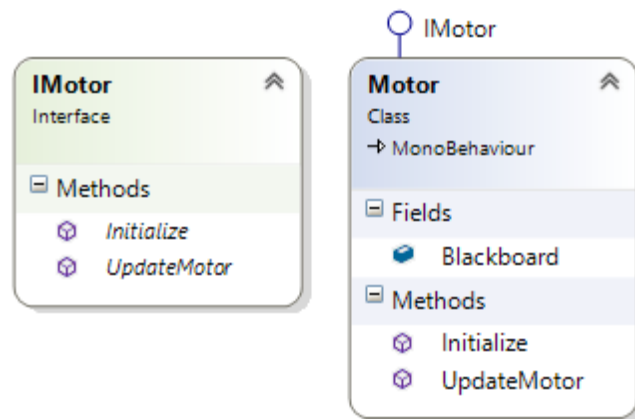 IMotor
Interface
Methods
Initialize
UpdateMotor
IMotor
Motor
Class
MonoBehaviour
Fields
Blackboard
Methods
Initialize
UpdateMotor